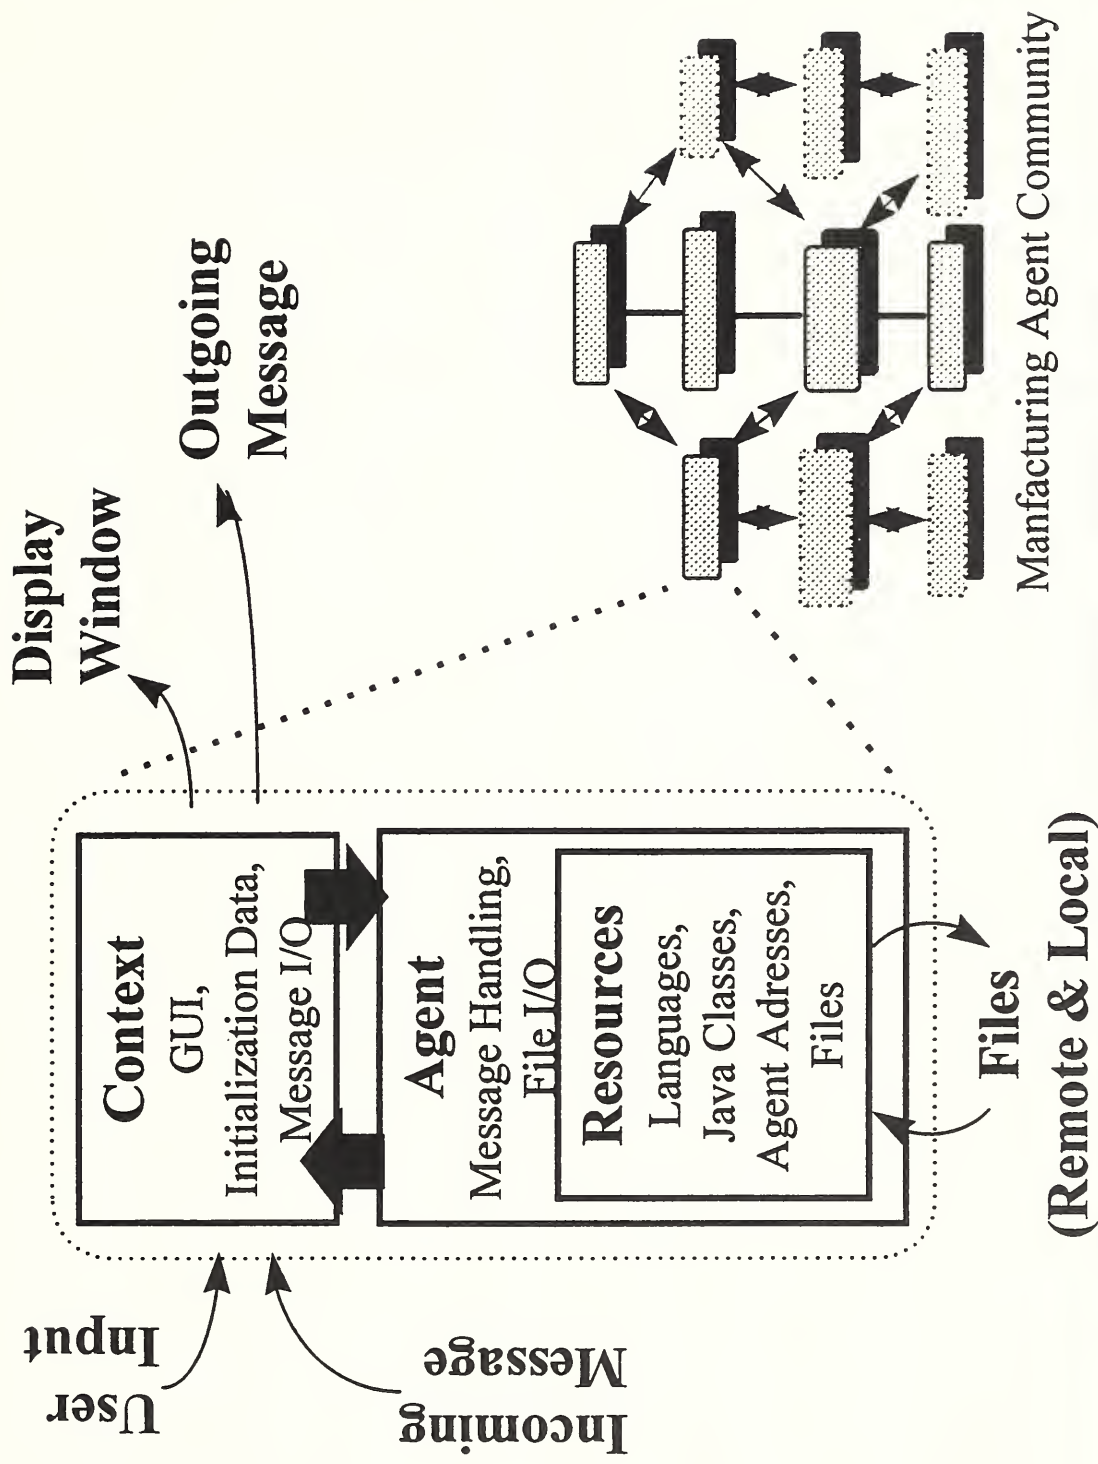 User
Input
Incoming
Message
Context
GUI,
Initialization Data,
Message I/O
Agent
Message Handling,
File I/O
Resources
Languages,
Java Classes,
Agent Adresses,
Files
Files
(Remote & Local)
Display
Window
Outgoing
Message
Manfacturing Agent Community